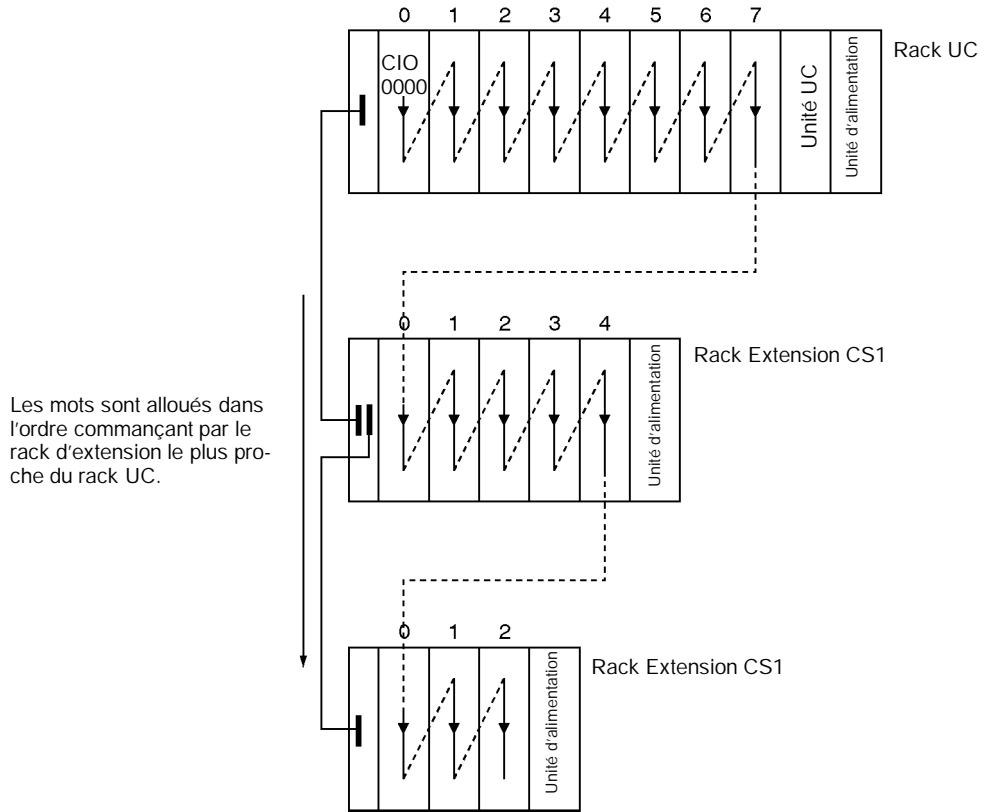 0 1 2 3 4 5 6 7
Rack UC
CIO
0000
Unité UC
Unité d'alimentation
0 1 2 3 4
Rack Extension CS1
Unité d'alimentation
Les mots sont alloués dans
l'ordre commançant par le
rack d'extension le plus pro-
che du rack UC.
0 1 2
Rack Extension CS1
Unité d'alimentation